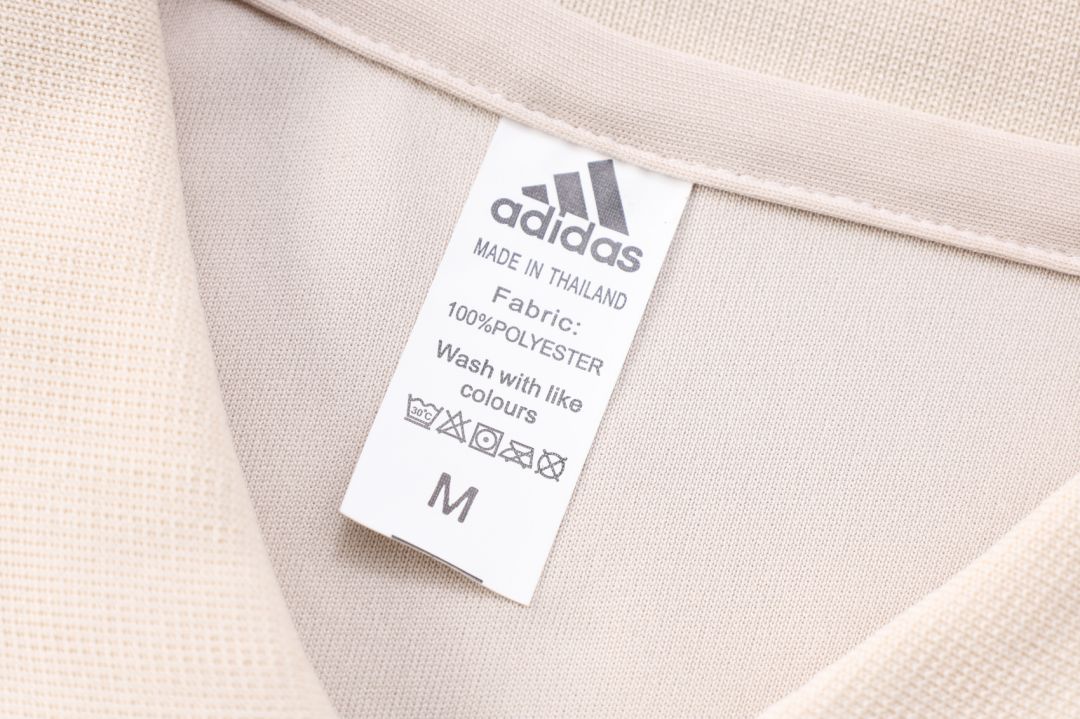 adidas
MADE IN THAILAND
Fabric:
100%POLYESTER
Wash with like
colours
30°C
M